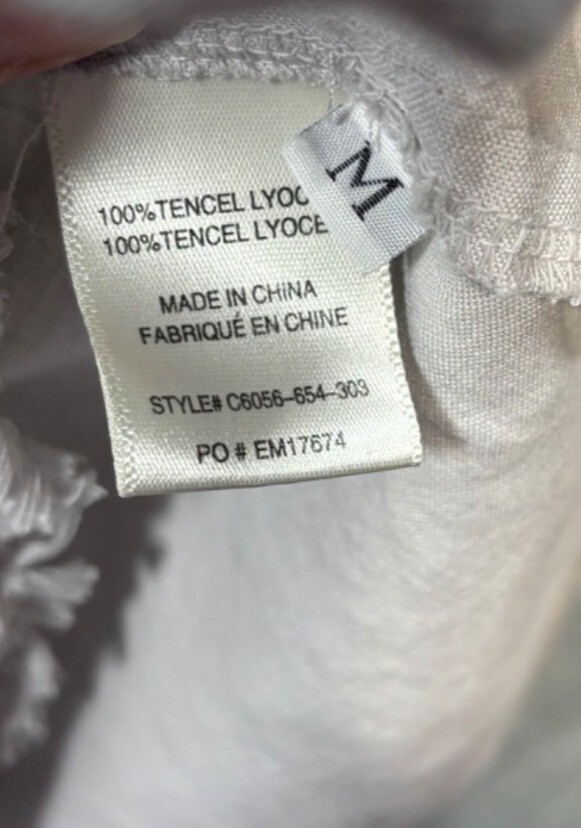 100%TENCEL LYOC
100%TENCEL LYOCE
M
MADE IN CHINA
FABRIQUÉ EN CHINE
STYLE# C6056-654-303
PO # EM17674